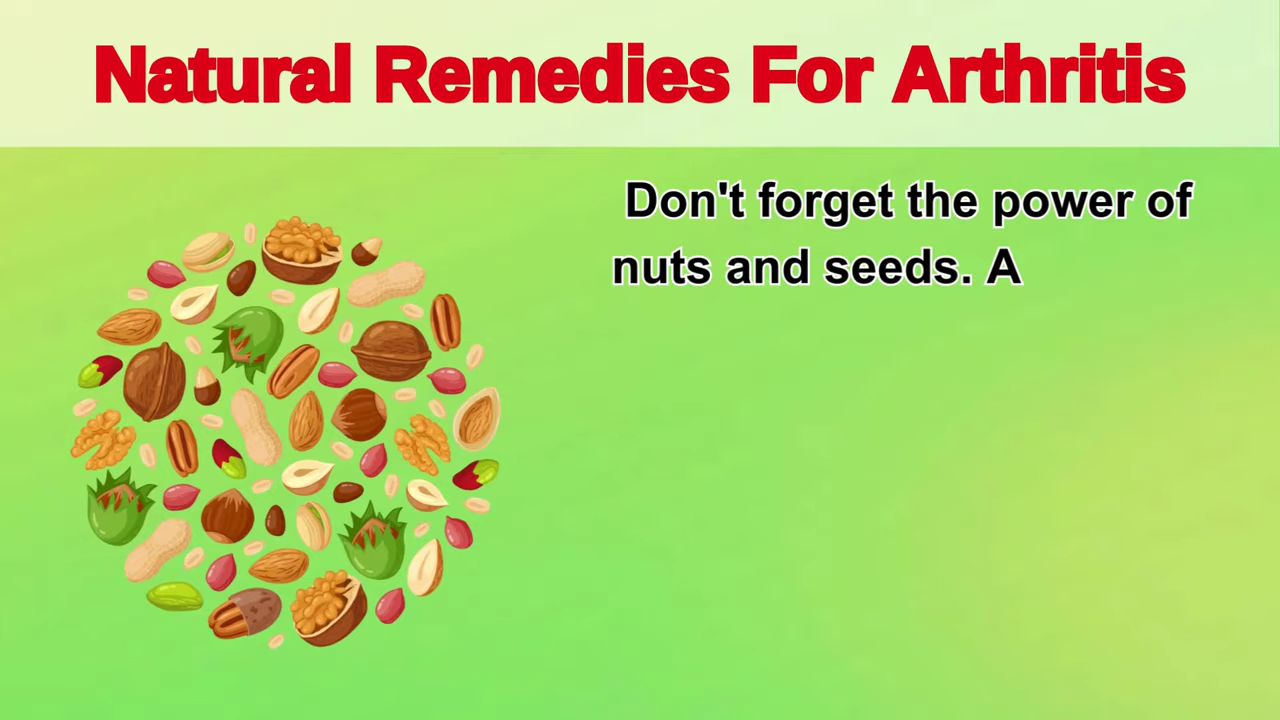 Natural Remedies For Arthritis
Don't forget the power of
nuts and seeds. A